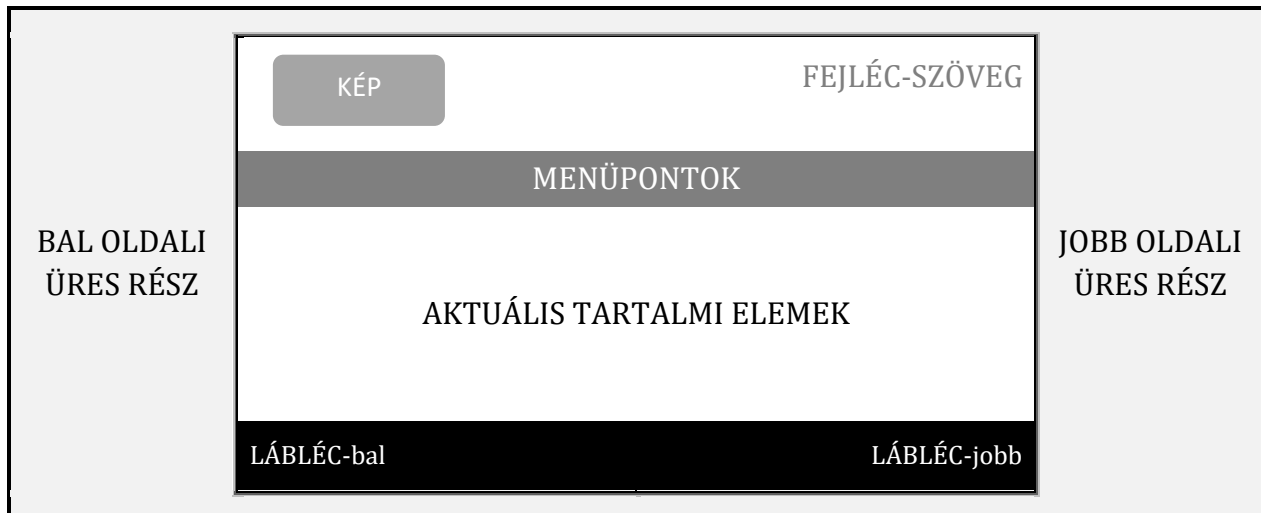 KÉP
FEJLÉC-SZÖVEG
MENÜPONTOK
BAL OLDALI
ÜRES RÉSZ
AKTUÁLIS TARTALMI ELEMEK
JOBB OLDALI
ÜRES RÉSZ
LÁBLÉC-bal
LÁBLÉC-jobb